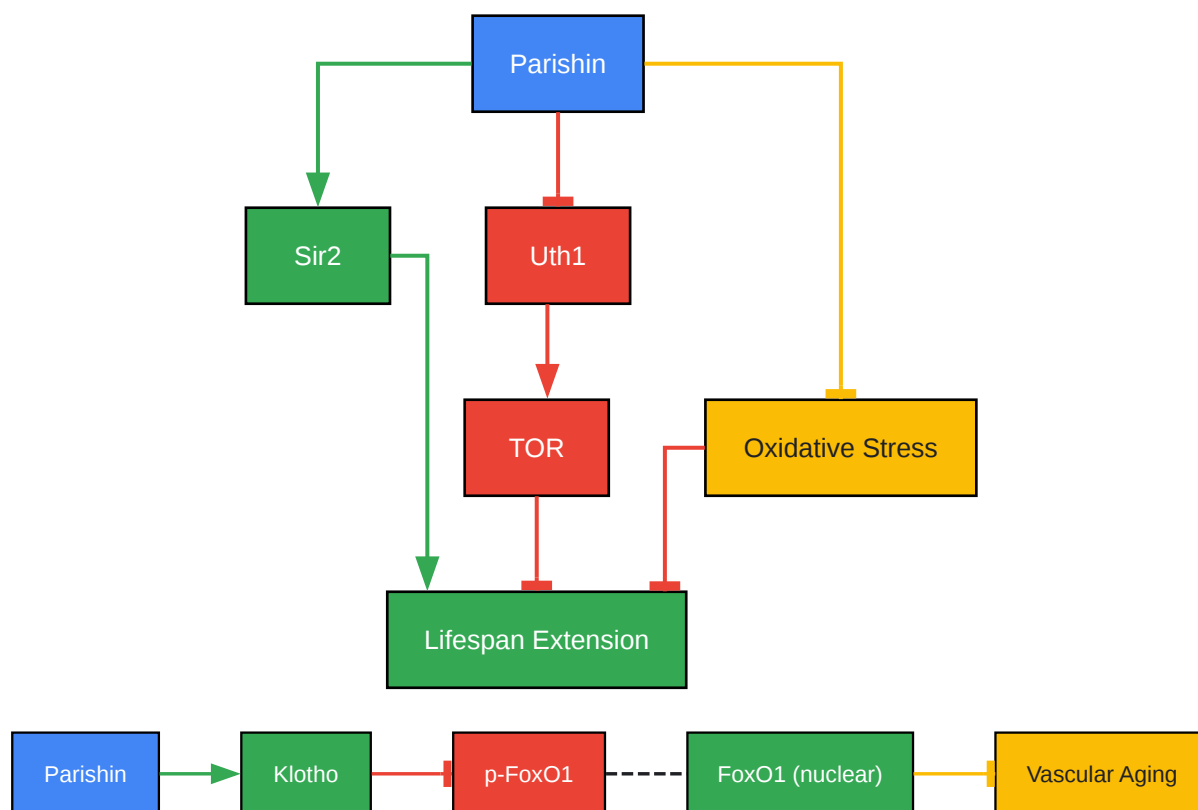 Parishin
Sir2
Uth1
TOR
Oxidative Stress
Lifespan Extension
Parishin
Klotho
p-FoxO1
FoxO1 (nuclear)
Vascular Aging